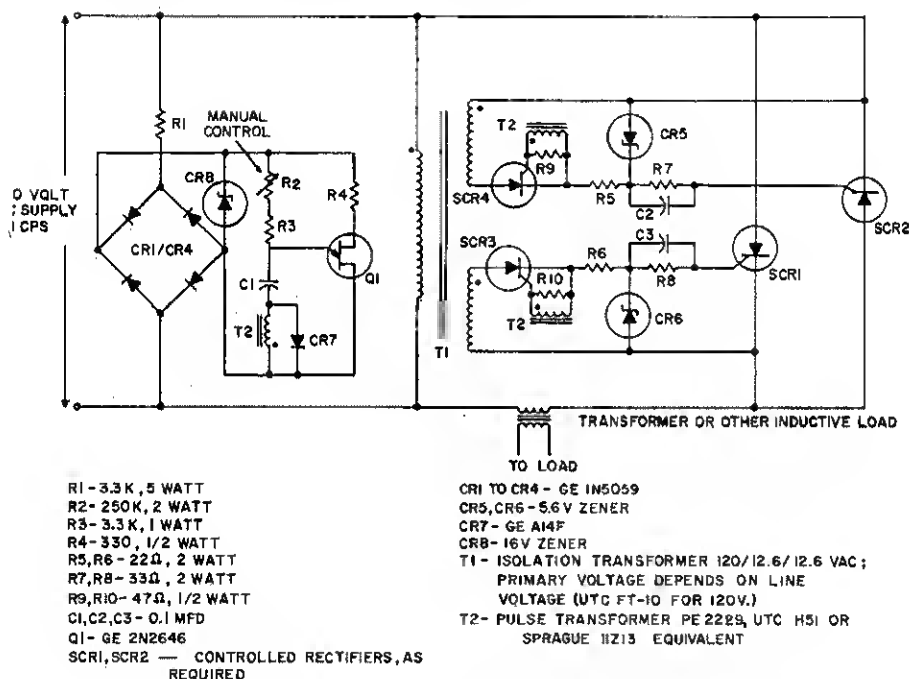 R1
MANUAL
CONTROL
CR8
R2
R4
VOLT
SUPPLY
CPS
CR1/CR4
R3
Q1
C1
T2
CR7
T1
T2
R9
CR5
R7
SCR4
R5
C2
SCR2
SCR3
C3
R6
R8
SCR1
R10
T2
CR6
TRANSFORMER OR OTHER INDUCTIVE LOAD
TO LOAD
R1-3.3K, 5 WATT
R2-250K, 2 WATT
R3-3.3K, 1 WATT
R4-330, 1/2 WATT
R5,R6-22Ω, 2 WATT
R7,R8-33Ω, 2 WATT
R9,R10-47Ω, 1/2 WATT
C1,C2,C3-0.1 MFD
Q1- GE 2N2646
SCR1,SCR2 — CONTROLLED RECTIFIERS, AS
REQUIRED
CR1 TO CR4- GE 1N5059
CR5,CR6-5.6V ZENER
CR7-GE A14F
CR8-16V ZENER
T1- ISOLATION TRANSFORMER 120/12.6/12.6 VAC;
PRIMARY VOLTAGE DEPENDS ON LINE
VOLTAGE (UTC FT-10 FOR 120V.)
T2- PULSE TRANSFORMER PE 2229, UTC H51 OR
SPRAGUE 11Z13 EQUIVALENT